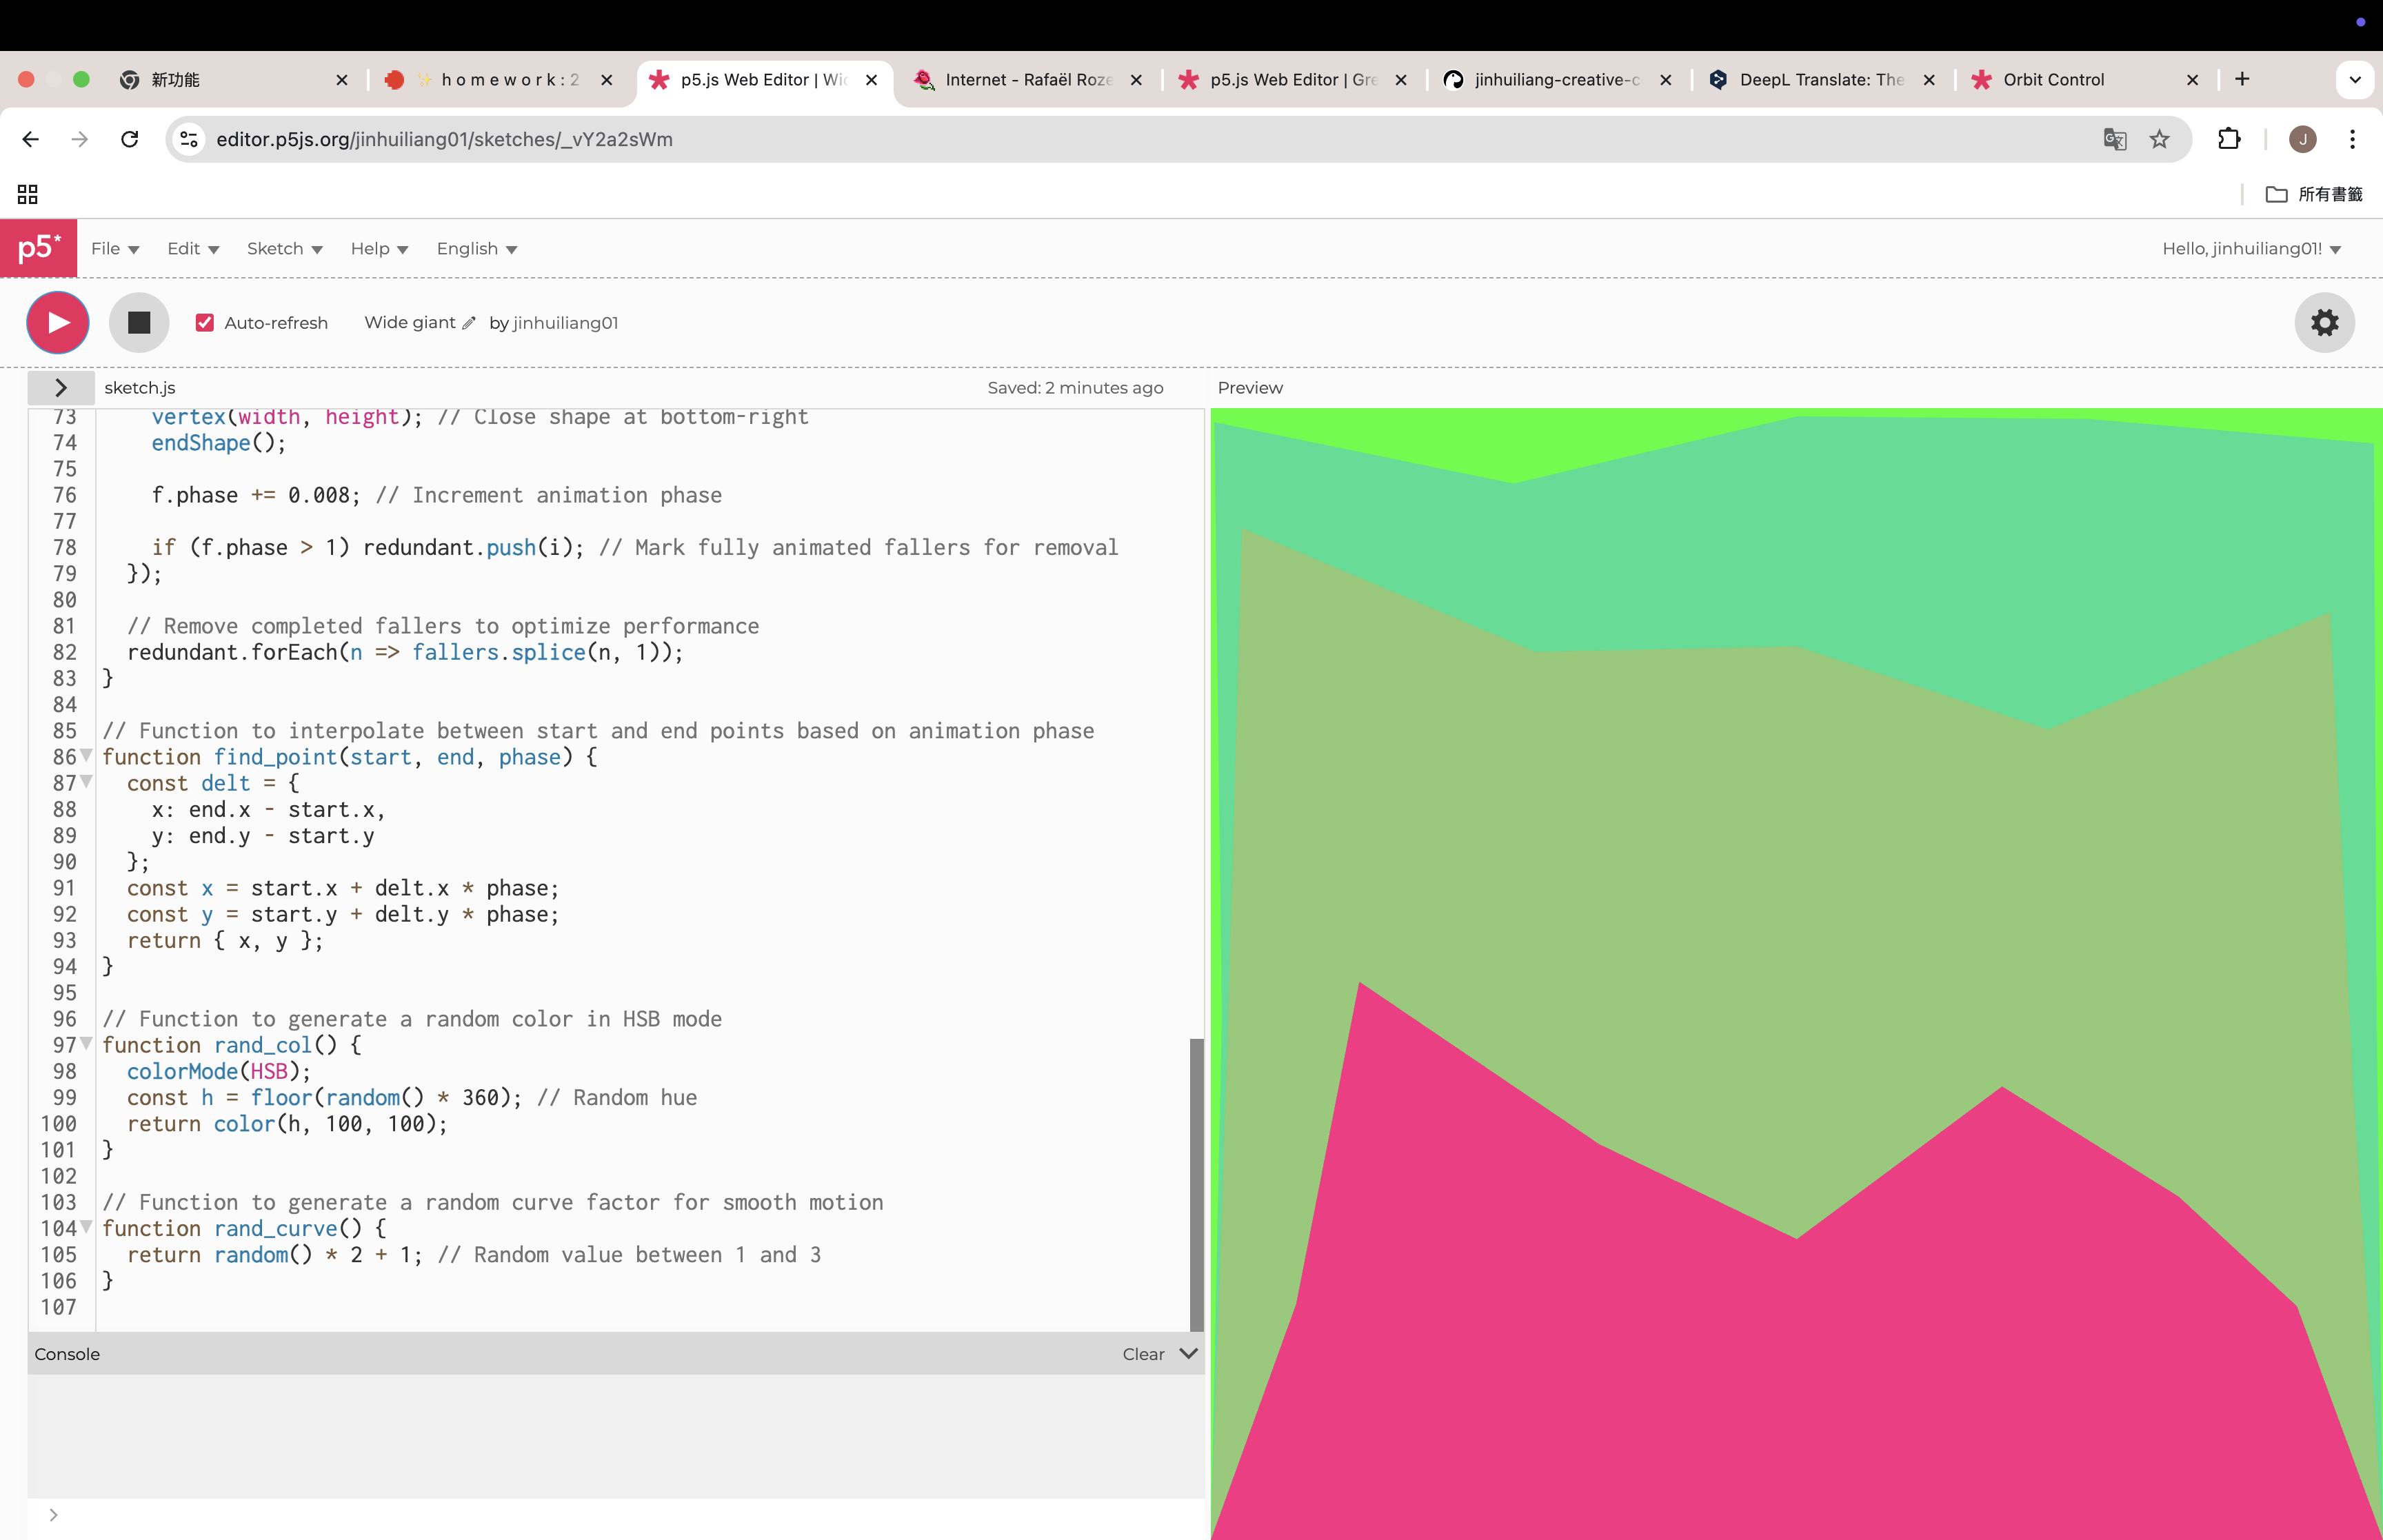 新功能
✨ h o m e w o r k : 2
p5.js Web Editor | Wid
Internet - Rafaël Roze
p5.js Web Editor | Gre
jinhuiliang-creative-c
DeepL Translate: The
Orbit Control
editor.p5js.org/jinhuiliang01/sketches/_vY2a2sWm
J
所有書籤
p5*
File
Edit
Sketch
Help
English
Hello, jinhuiliang01!
Auto-refresh
Wide giant
by jinhuiliang01
sketch.js
Saved: 2 minutes ago
Preview
73     vertex(width, height); // Close shape at bottom-right
74     endShape();
75
76     f.phase += 0.008; // Increment animation phase
77
78     if (f.phase > 1) redundant.push(i); // Mark fully animated fallers for removal
79   });
80
81   // Remove completed fallers to optimize performance
82   redundant.forEach(n => fallers.splice(n, 1));
83 }
84
85 // Function to interpolate between start and end points based on animation phase
86 function find_point(start, end, phase) {
87   const delt = {
88     x: end.x - start.x,
89     y: end.y - start.y
90   };
91   const x = start.x + delt.x * phase;
92   const y = start.y + delt.y * phase;
93   return { x, y };
94 }
95
96 // Function to generate a random color in HSB mode
97 function rand_col() {
98   colorMode(HSB);
99   const h = floor(random() * 360); // Random hue
100   return color(h, 100, 100);
101 }
102
103 // Function to generate a random curve factor for smooth motion
104 function rand_curve() {
105   return random() * 2 + 1; // Random value between 1 and 3
106 }
107
Console
Clear
>